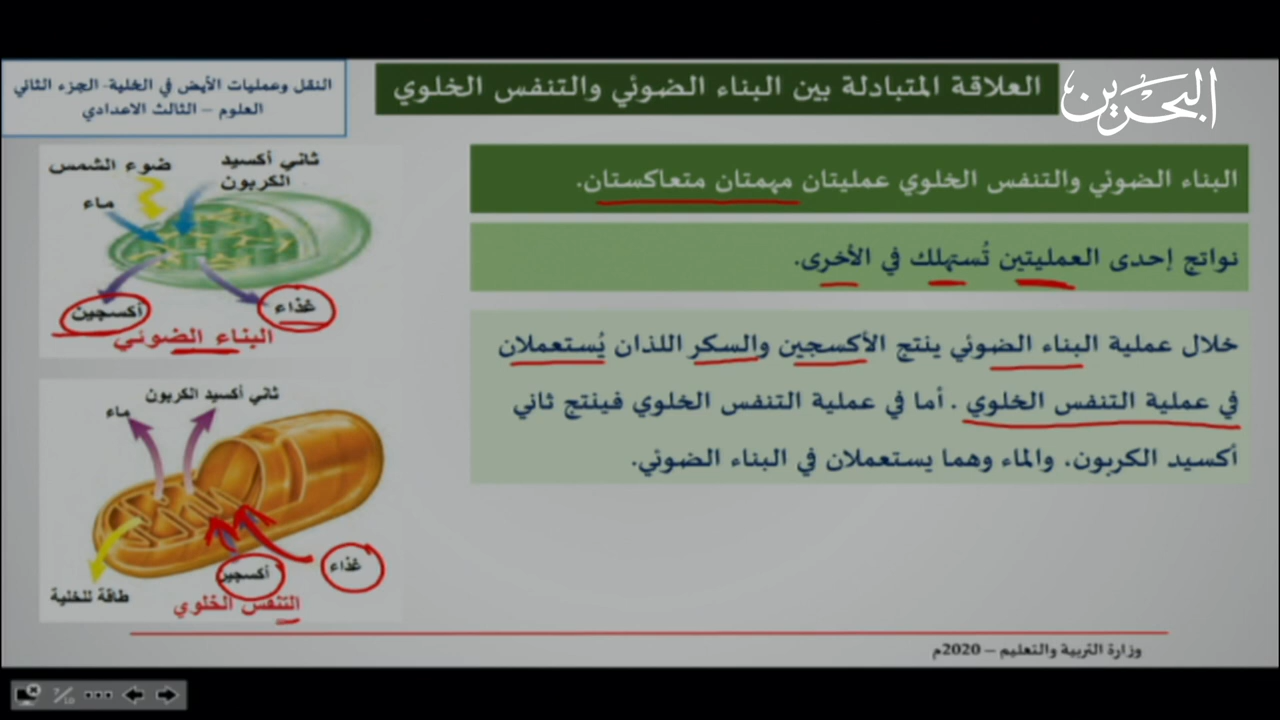 البحرين
العلاقة المتبادلة بين البناء الضوئي والتنفس الخلوي
النقل وعمليات الأيض في الخلية- الجزء الثاني
العلوم – الثالث الاعدادي
البناء الضوئي والتنفس الخلوي عمليتان مهمتان متعاكستان.
نواتج إحدى العمليتين تُستهلك في الأخرى.
خلال عملية البناء الضوئي ينتج الأكسجين والسكر اللذان يُستعملان
في عملية التنفس الخلوي . أما في عملية التنفس الخلوي فينتج ثاني
أكسيد الكربون. والماء وهما يستعملان في البناء الضوئي.
ثاني أكسيد
الكربون
ضوء الشمس
ماء
غذاء
أكسجين
البناء الضوئي
ثاني أكسيد الكربون
ماء
غذاء
أكسجين
طاقة للخلية
التنفس الخلوي
وزارة التربية والتعليم – 2020م
7/10